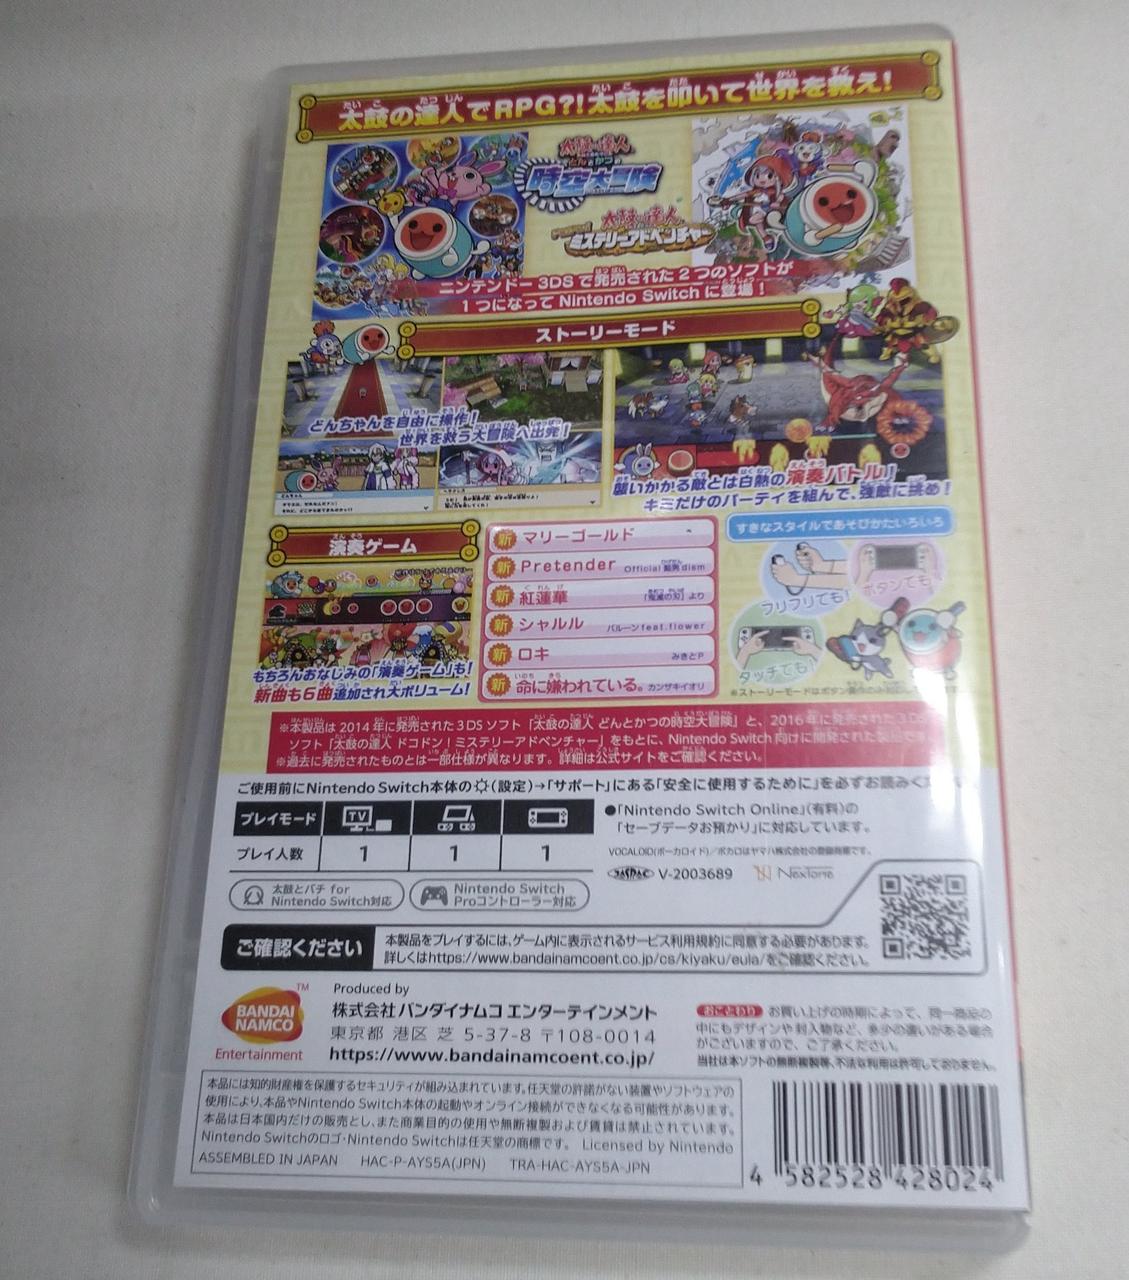 太鼓の達人でRPG?!太鼓を叩いて世界を救え!
太鼓の達人
どんとかつの
時空大冒険
太鼓の達人
ミステリーアドベンチャー
ニンテンドー3DSで発売された2つのソフトが
1つになってNintendo Switchに登場!
ストーリーモード
どんちゃんを自由に操作!
世界を救う大冒険へ出発!
襲いかかる敵とは白熱の演奏バトル!
キミだけのパーティを組んで、強敵に挑め!
演奏ゲーム
もちろんおなじみの「演奏ゲーム」も!
新曲も6曲追加され大ボリューム!
新 マリーゴールド
新 Pretender Official髭男dism
新 紅蓮華 「鬼滅の刃」より
新 シャルル バルーンfeat.flower
新 ロキ みきとP
新 命に嫌われている。カンザキイオリ
すきなスタイルであそびかたいろいろ
フリフリでも!
ボタンでも!
タッチでも!
※本製品は2014年に発売された3DSソフト「太鼓の達人 どんとかつの時空大冒険」と、2016年に発売された3DS
ソフト「太鼓の達人 ドコドン!ミステリーアドベンチャー」をもとに、Nintendo Switch向けに開発された製品です。
※過去に発売されたものとは一部仕様が異なります。詳細は公式サイトをご確認ください。
ご使用前にNintendo Switch本体の(設定)→「サポート」にある「安全に使用するために」を必ずお読みく
プレイモード TV
プレイ人数 1 1 1
●「Nintendo Switch Online」(有料)の
「セーブデータお預かり」に対応しています。
VOCALOID(ボーカロイド)/ボカロはヤマハ株式会社の登録商標です。
JASRAC V-2003689 NexTone
太鼓とバチ for
Nintendo Switch対応
Nintendo Switch
Proコントローラー対応
ご確認ください
本製品をプレイするには、ゲーム内に表示されるサービス利用規約に同意する必要があります。
詳しくはhttps://www.bandainamcoent.co.jp/cs/kiyaku/eula/をご確認ください。
BANDAI
NAMCO
TM
Entertainment
Produced by
株式会社バンダイナムコエンターテインメント
東京都 港区 芝 5-37-8 〒108-0014
https://www.bandainamcoent.co.jp/
おことわり お買い上げの時期によって、同一商品の
中にもデザインや封入物など、多少の違いがある場合
がございますので、ご了承ください。
当社は本ソフトの無断複製等、不法な利用は許可しておりません。
本品には知的財産権を保護するセキュリティが組み込まれています。任天堂の許諾がない装置やソフトウェアの
使用により、本品やNintendo Switch本体の起動やオンライン接続ができなくなる可能性があります。
本品は日本国内だけの販売とし、また商業目的の使用や無断複製および賃貸は禁止されています。
Nintendo Switchのロゴ・Nintendo Switchは任天堂の商標です。 Licensed by Nintendo
ASSEMBLED IN JAPAN HAC-P-AYS5A(JPN) TRA-HAC-AYS5A-JPN
4 582528 428024